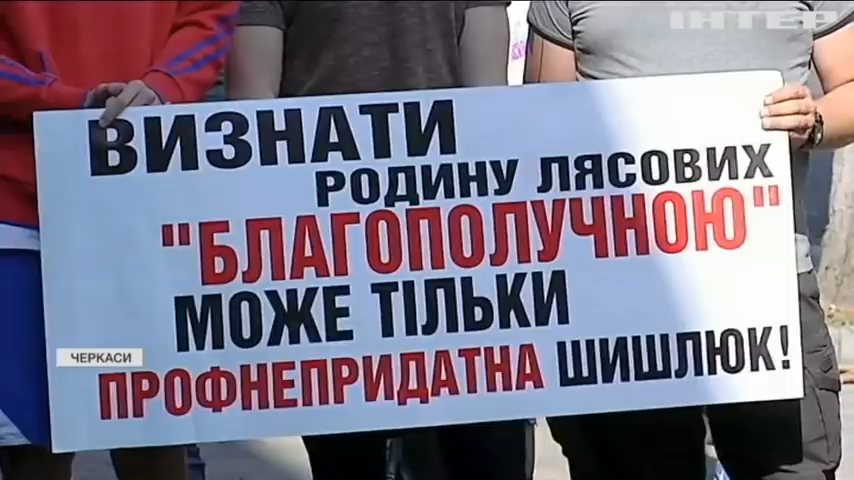 ІНТЕР
ВИЗНАТИ
РОДИНУ ЛЯСОВИХ
"БЛАГОПОЛУЧНОЮ"
МОЖЕ ТІЛЬКИ
ЧЕРКАСИ
ПРОФНЕПРИДАТНА ШИШЛЮК!